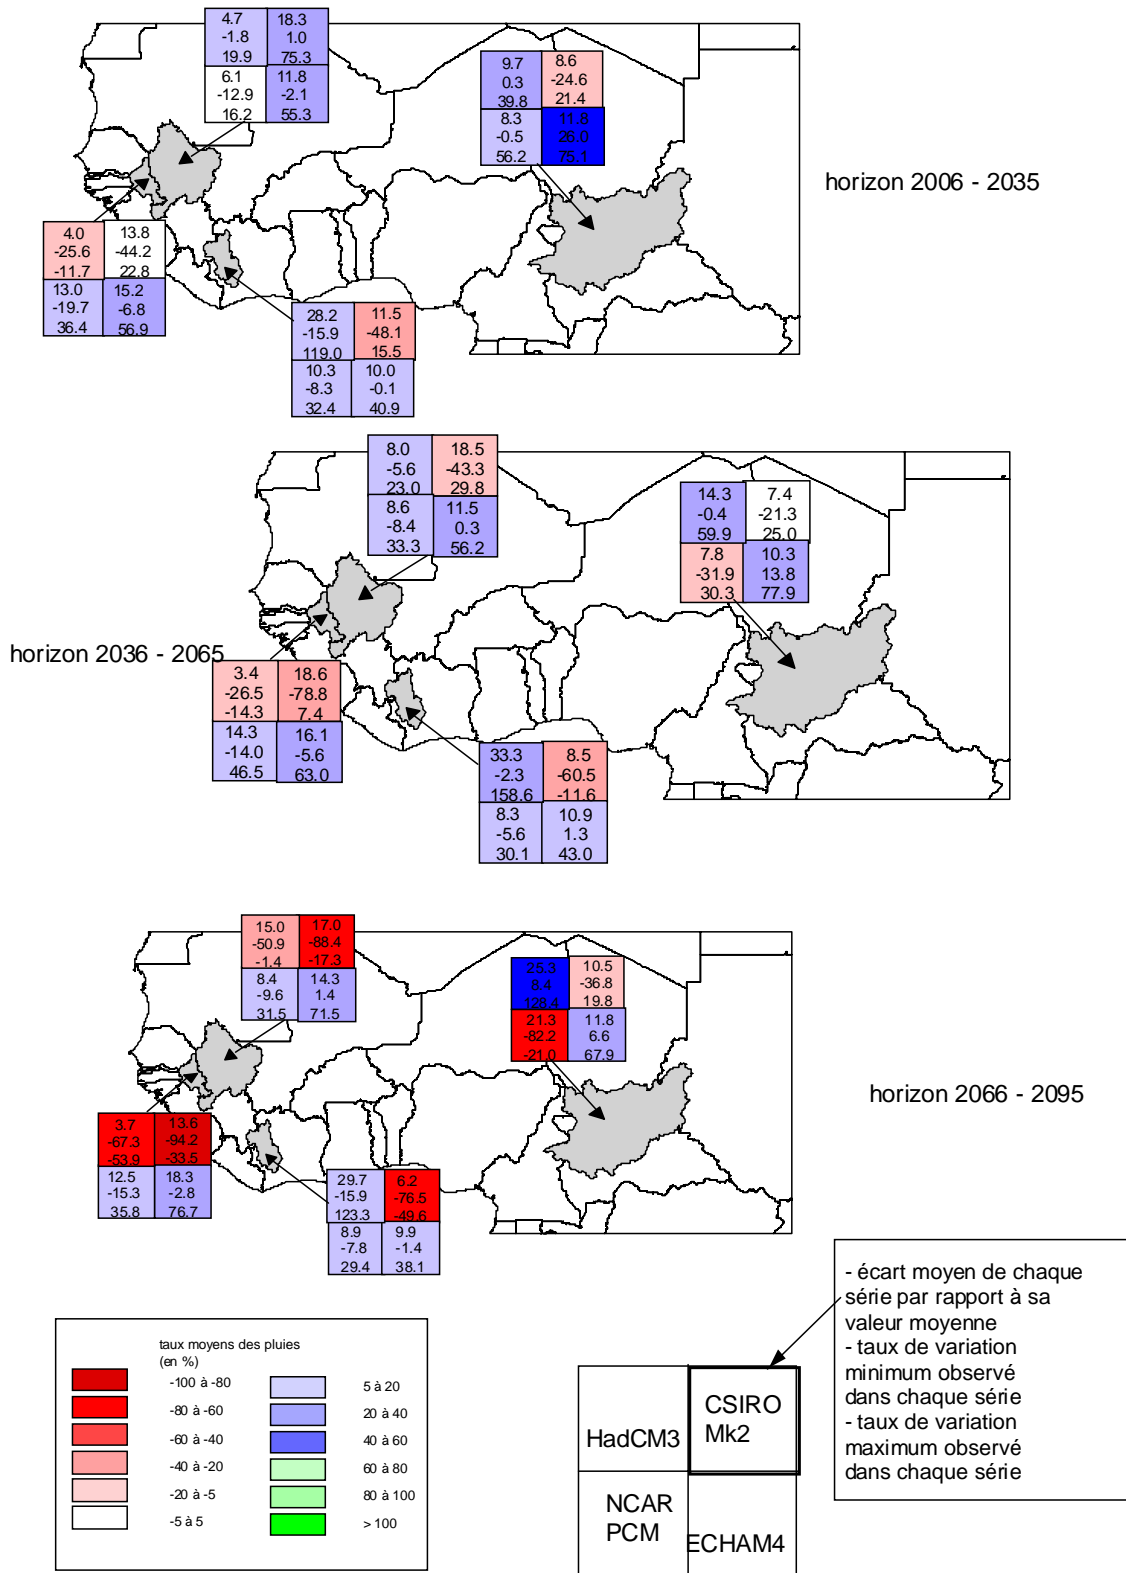 4.7 18.3
-1.8 1.0
19.9 75.3
6.1 11.8
-12.9 -2.1
16.2 55.3
9.7 8.6
0.3 -24.6
39.8 21.4
8.3 11.8
-0.5 26.0
56.2 75.1
horizon 2006 - 2035
4.0 13.8
-25.6 -44.2
-11.7 22.8
13.0 15.2
-19.7 -6.8
36.4 56.9
28.2 11.5
-15.9 -48.1
119.0 15.5
10.3 10.0
-8.3 -0.1
32.4 40.9
8.0 18.5
-5.6 -43.3
23.0 29.8
8.6 11.5
-8.4 0.3
33.3 56.2
14.3 7.4
-0.4 -21.3
59.9 25.0
7.8 10.3
-31.9 13.8
30.3 77.9
horizon 2036 - 2065
3.4 18.6
-26.5 -78.8
-14.3 7.4
14.3 16.1
-14.0 -5.6
46.5 63.0
33.3 8.5
-2.3 -60.5
158.6 -11.6
8.3 10.9
-5.6 1.3
30.1 43.0
15.0 17.0
-50.9 -88.4
-1.4 -17.3
8.4 14.3
-9.6 1.4
31.5 71.5
25.3 10.5
8.4 -36.8
128.4 19.8
21.3 11.8
-82.2 6.6
-21.0 67.9
horizon 2066 - 2095
3.7 13.6
-67.3 -94.2
-53.9 -33.5
12.5 18.3
-15.3 -2.8
35.8 76.7
29.7 6.2
-15.9 -76.5
123.3 -49.6
8.9 9.9
-7.8 -1.4
29.4 38.1
taux moyens des pluies
(en %)
-100 à -80
-80 à -60
-60 à -40
-40 à -20
-20 à -5
-5 à 5
5 à 20
20 à 40
40 à 60
60 à 80
80 à 100
> 100
HadCM3
CSIRO
Mk2
NCAR
PCM
ECHAM4
- écart moyen de chaque
série par rapport à sa
valeur moyenne
- taux de variation
minimum observé
dans chaque série
- taux de variation
maximum observé
dans chaque série